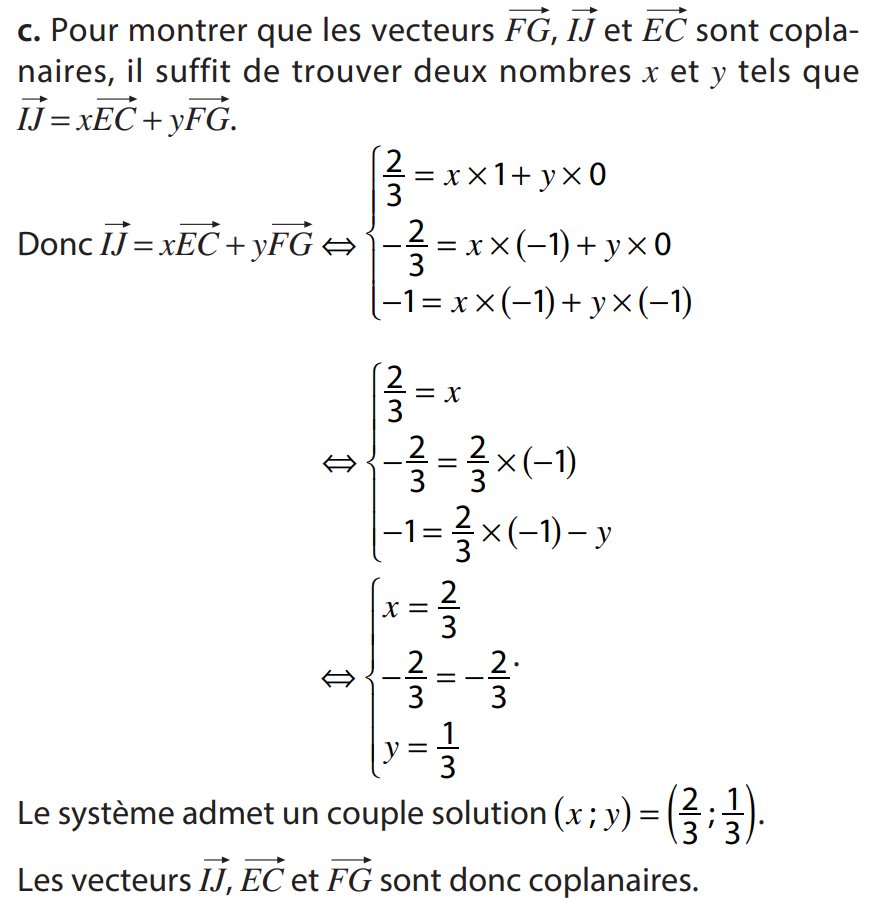 c. Pour montrer que les vecteurs $\overrightarrow{FG}$, $\overrightarrow{IJ}$ et $\overrightarrow{EC}$ sont copla-
naires, il suffit de trouver deux nombres $x$ et $y$ tels que
$\overrightarrow{IJ} = x\overrightarrow{EC} + y\overrightarrow{FG}$.
Donc $\overrightarrow{IJ} = x\overrightarrow{EC} + y\overrightarrow{FG} \Leftrightarrow \begin{cases} \frac{2}{3} = x \times 1 + y \times 0 \\ -\frac{2}{3} = x \times (-1) + y \times 0 \\ -1 = x \times (-1) + y \times (-1) \end{cases}$
$\Leftrightarrow \begin{cases} \frac{2}{3} = x \\ -\frac{2}{3} = \frac{2}{3} \times (-1) \\ -1 = \frac{2}{3} \times (-1) - y \end{cases}$
$\Leftrightarrow \begin{cases} x = \frac{2}{3} \\ -\frac{2}{3} = -\frac{2}{3} \\ y = \frac{1}{3} \end{cases}.$
Le système admet un couple solution $(x ; y) = \left(\frac{2}{3} ; \frac{1}{3}\right)$.
Les vecteurs $\overrightarrow{IJ}$, $\overrightarrow{EC}$ et $\overrightarrow{FG}$ sont donc coplanaires.